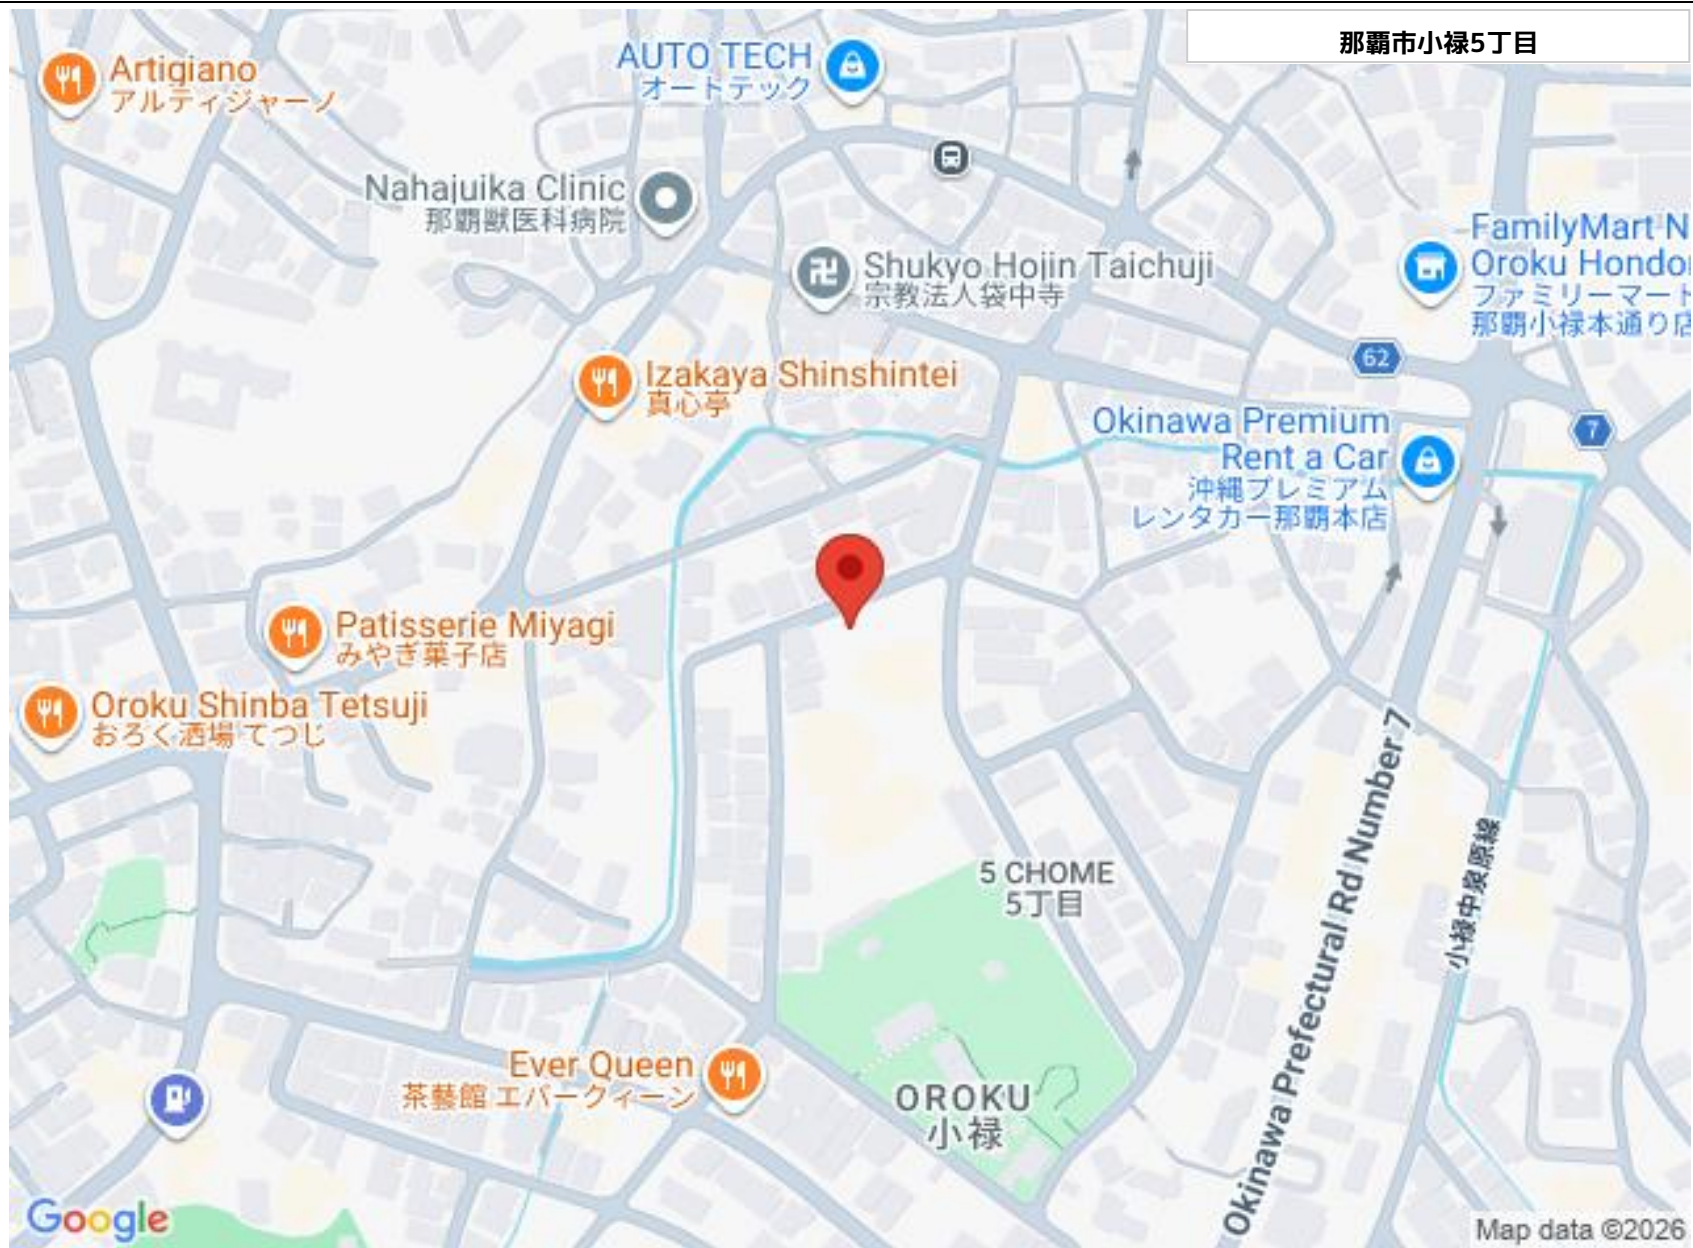 那覇市小禄5丁目
Artigiano
アルティジャーノ
AUTO TECH
オートテック
Nahajuika Clinic
那覇獣医科病院
Shukyo Hojin Taichuji
宗教法人袋中寺
FamilyMart N
Oroku Hondo
ファミリーマート
那覇小禄本通り店
Izakaya Shinshintei
真心亭
62
7
Okinawa Premium
Rent a Car
沖縄プレミアム
レンタカー那覇本店
Patisserie Miyagi
みやぎ菓子店
Oroku Shinba Tetsuji
おろく酒場 てつじ
5 CHOME
5丁目
Okinawa Prefectural Rd Number 7
小禄中泉原線
Ever Queen
茶藝館 エバークィーン
OROKU
小禄
Google
Map data ©2026